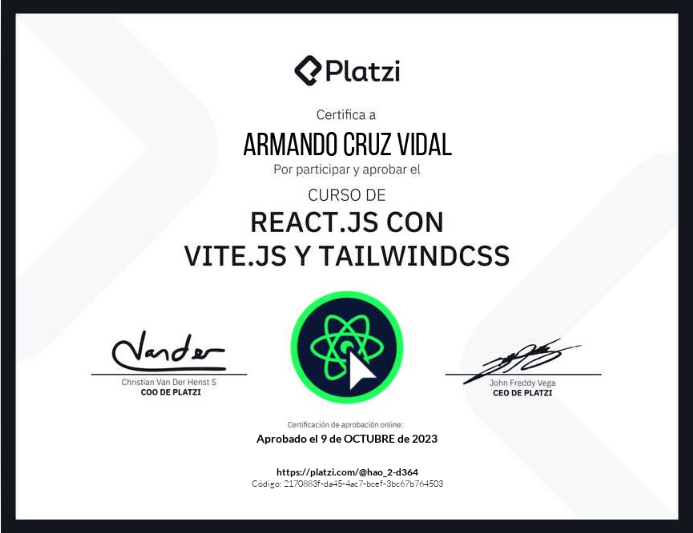 Platzi
Certifica a
ARMANDO CRUZ VIDAL
Por participar y aprobar el
CURSO DE
REACT.JS CON
VITE.JS Y TAILWINDCSS
Vander
Christian Van Der Henst S
COO DE PLATZI
John Freddy Vega
CEO DE PLATZI
Certificación de aprobación online:
Aprobado el 9 de OCTUBRE de 2023
https://platzi.com/@hao_2-d364
Código: 2170883f-da45-4ac7-bcef-3bc67b764503